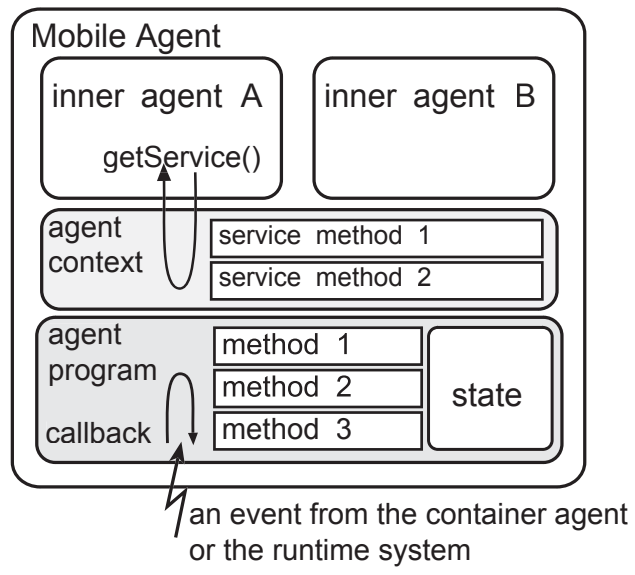 Mobile Agent
inner agent A
getService()
inner agent B
agent
context
service method 1
service method 2
agent
program
callback
method 1
method 2
method 3
state
an event from the container agent
or the runtime system